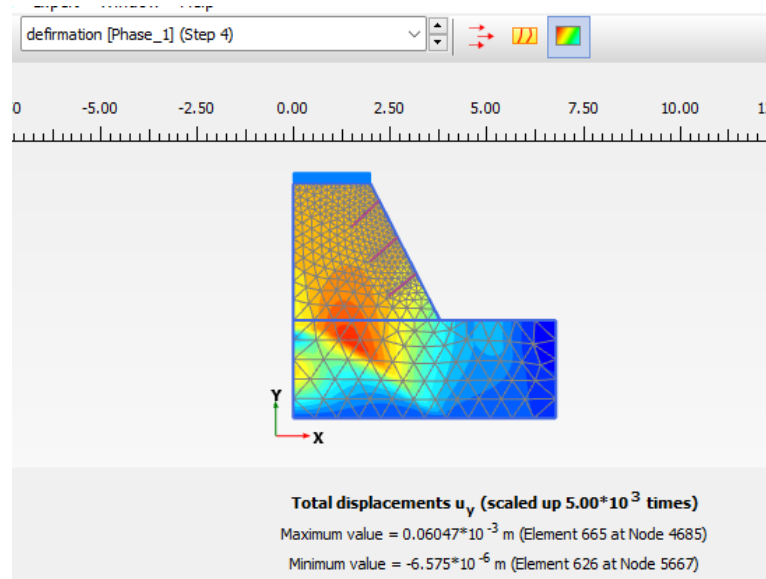 defirmation [Phase_1] (Step 4)
-5.00 -2.50 0.00 2.50 5.00 7.50 10.00
Y
X
Total displacements u_y (scaled up 5.00*10^3 times)
Maximum value = 0.06047*10^-3 m (Element 665 at Node 4685)
Minimum value = -6.575*10^-6 m (Element 626 at Node 5667)